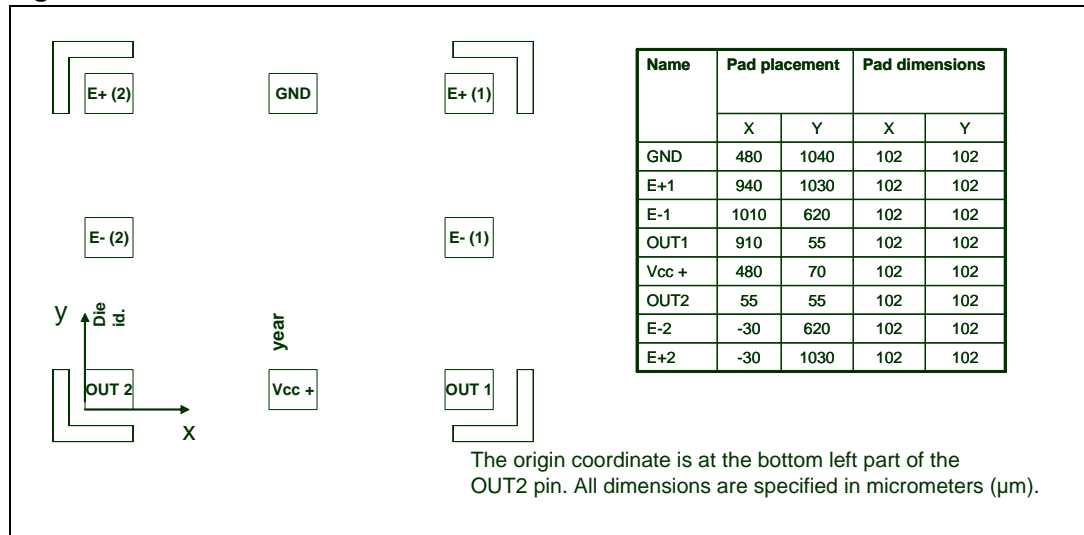 E+ (2) GND E+ (1)
E- (2) E- (1)
y Die id. year
OUT 2 Vcc + OUT 1
x
Name Pad placement Pad dimensions
X Y X Y
GND 480 1040 102 102
E+1 940 1030 102 102
E-1 1010 620 102 102
OUT1 910 55 102 102
Vcc + 480 70 102 102
OUT2 55 55 102 102
E-2 -30 620 102 102
E+2 -30 1030 102 102
The origin coordinate is at the bottom left part of the
OUT2 pin. All dimensions are specified in micrometers (µm).